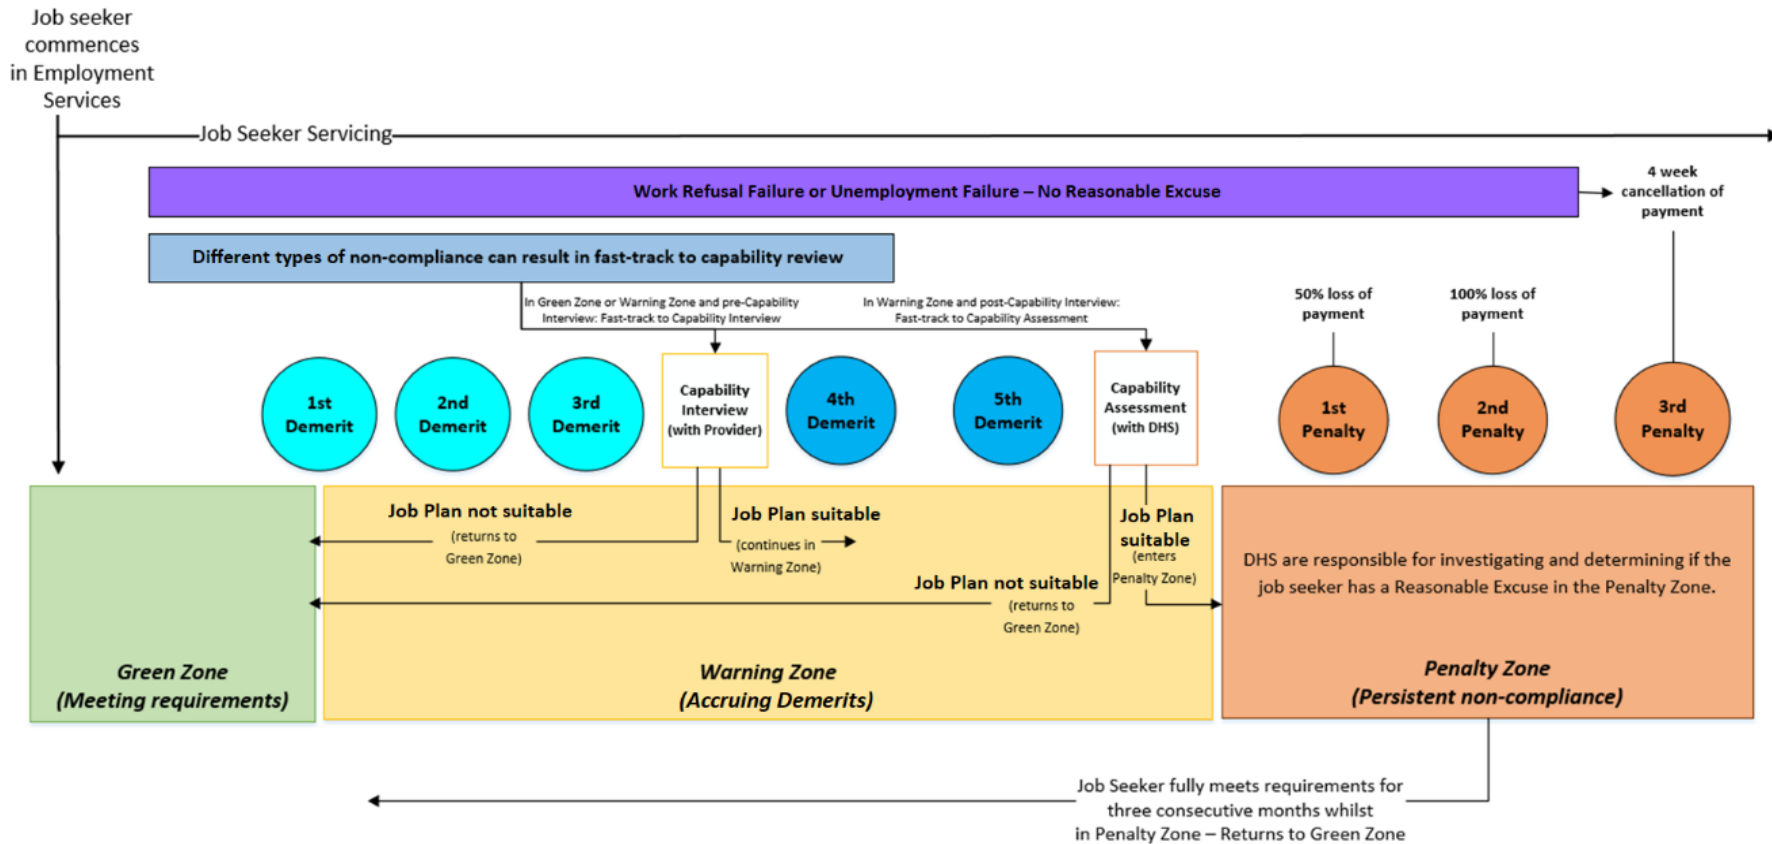 Job seeker
commences
in Employment
Services
Job Seeker Servicing
Work Refusal Failure or Unemployment Failure – No Reasonable Excuse
4 week
cancellation of
payment
Different types of non-compliance can result in fast-track to capability review
In Green Zone or Warning Zone and pre-Capability
Interview: Fast-track to Capability Interview
In Warning Zone and post-Capability Interview:
Fast-track to Capability Assessment
50% loss of
payment
100% loss of
payment
1st
Demerit
2nd
Demerit
3rd
Demerit
Capability
Interview
(with Provider)
4th
Demerit
5th
Demerit
Capability
Assessment
(with DHS)
1st
Penalty
2nd
Penalty
3rd
Penalty
Job Plan not suitable
(returns to
Green Zone)
Job Plan suitable
(continues in
Warning Zone)
Job Plan not suitable
(returns to
Green Zone)
Job Plan
suitable
(enters
Penalty Zone)
DHS are responsible for investigating and determining if the
job seeker has a Reasonable Excuse in the Penalty Zone.
Green Zone
(Meeting requirements)
Warning Zone
(Accruing Demerits)
Penalty Zone
(Persistent non-compliance)
Job Seeker fully meets requirements for
three consecutive months whilst
in Penalty Zone – Returns to Green Zone